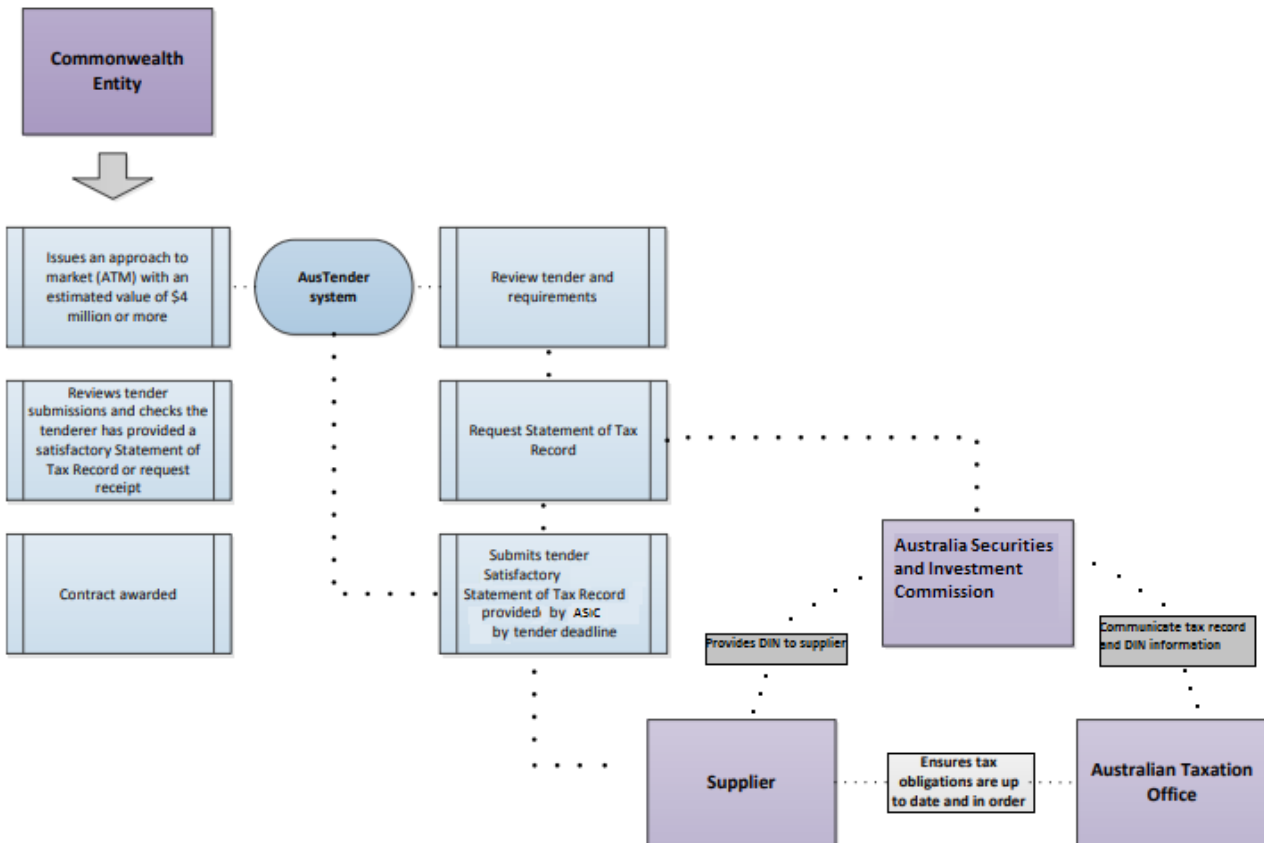 Commonwealth
Entity
Issues an approach to
market (ATM) with an
estimated value of $4
million or more
AusTender
system
Review tender and
requirements
Reviews tender
submissions and checks the
tenderer has provided a
satisfactory Statement of
Tax Record or request
receipt
Request Statement of Tax
Record
Contract awarded
Submits tender
Satisfactory
Statement of Tax Record
provided by ASIC
by tender deadline
Australia Securities
and Investment
Commission
Provides DIN to supplier
Communicate tax record
and DIN information
Supplier
Ensures tax
obligations are up
to date and in order
Australian Taxation
Office